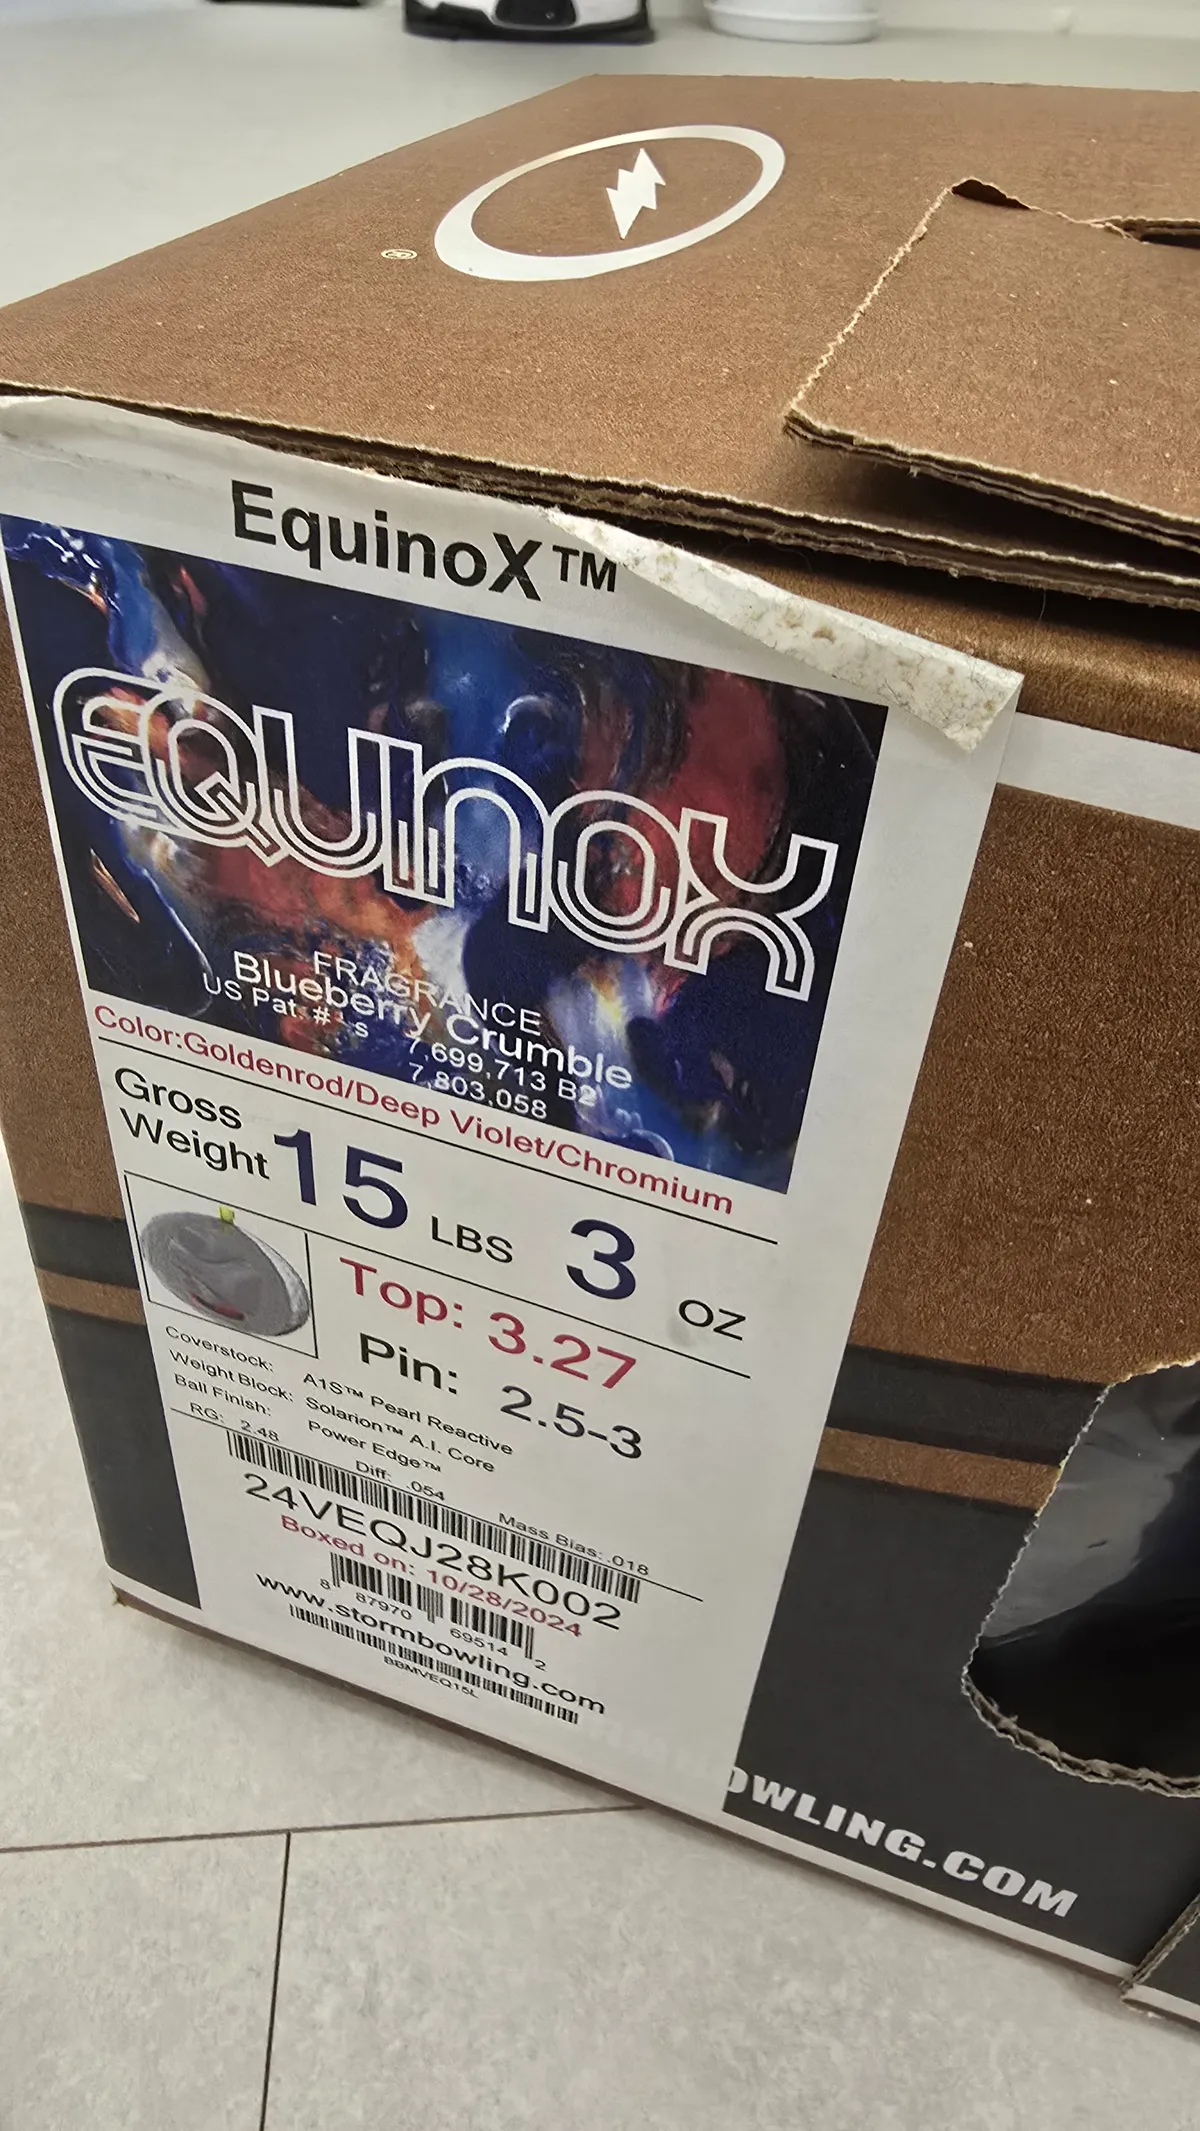 ®
EquinoX™
EQUINOX
FRAGRANCE
Blueberry Crumble
US Pat. #'s 7,699,713 B2
7,803,058
Color:Goldenrod/Deep Violet/Chromium
Gross Weight 15 LBS 3 OZ
Top: 3.27
Pin: 2.5-3
Coverstock: A1S™ Pearl Reactive
Weight Block: Solarion™ A.I. Core
Ball Finish: Power Edge™
RG: 2.48 Diff: .054 Mass Bias: .018
24VEQJ28K002
Boxed on: 10/28/2024
8 87970 69514 2
www.stormbowling.com
BBMVEQ15L
OWLING.COM